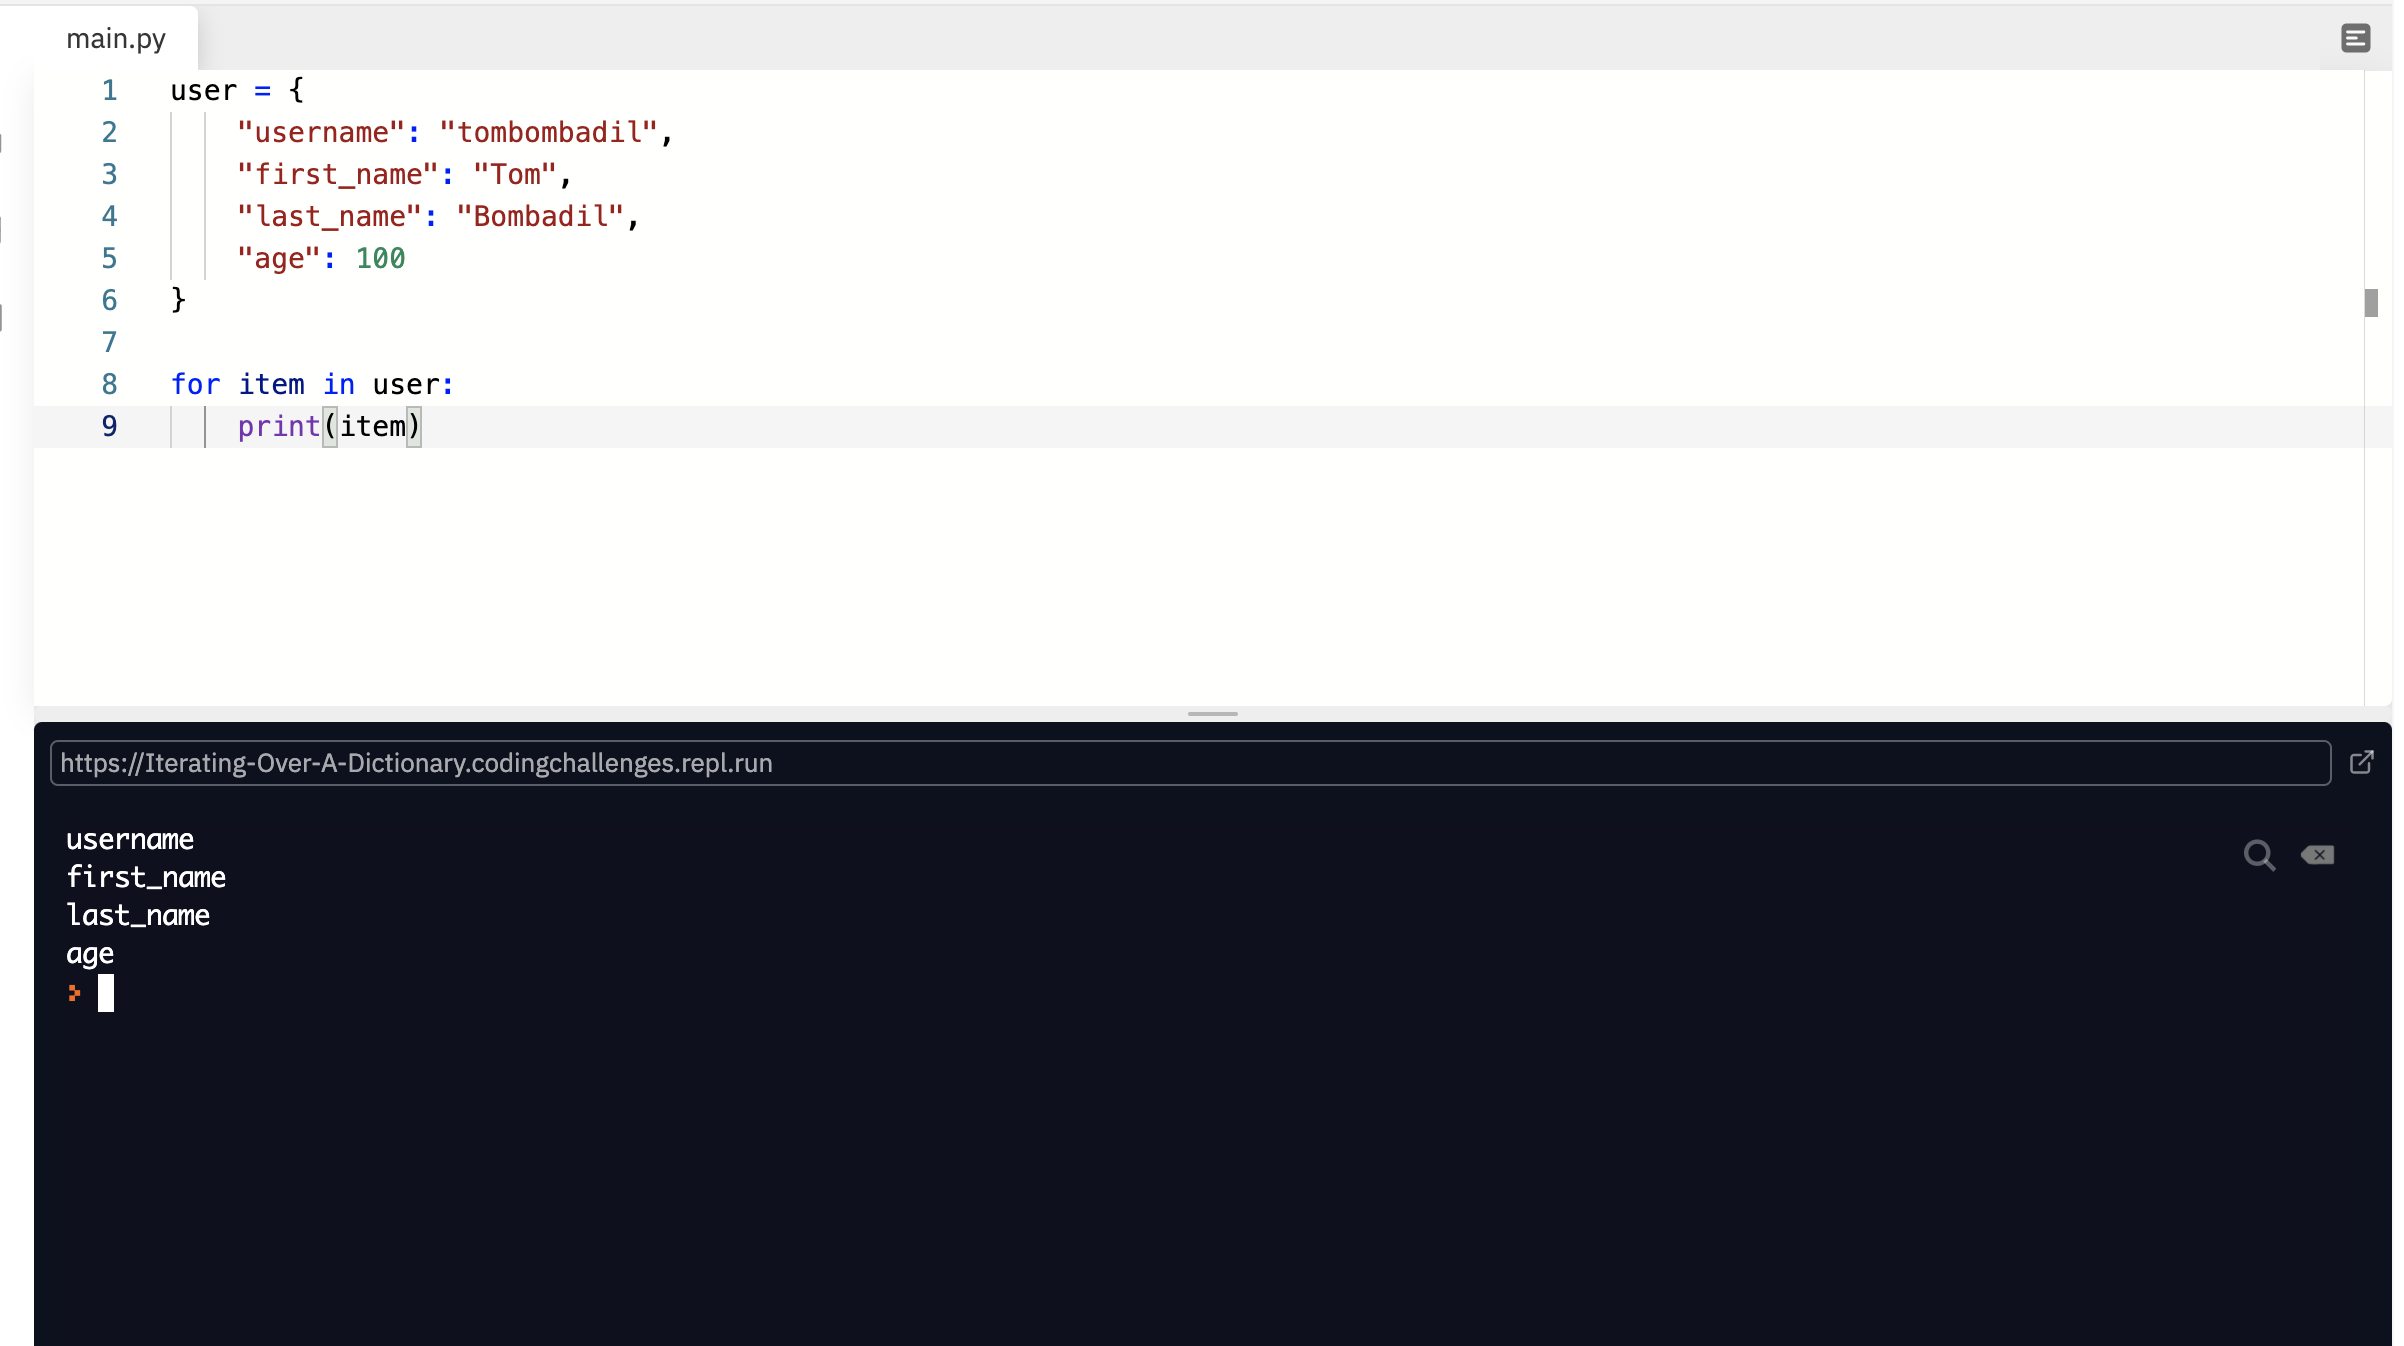 main.py
1 user = {
2     "username": "tombombadil",
3     "first_name": "Tom",
4     "last_name": "Bombadil",
5     "age": 100
6 }
7
8 for item in user:
9     print(item)
https://Iterating-Over-A-Dictionary.codingchallenges.repl.run
username
first_name
last_name
age
>